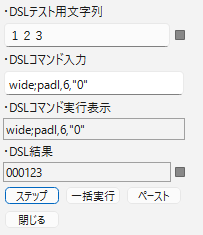 ・DSLテスト用文字列
１２３
・DSLコマンド入力
wide;padl,6,"0"
・DSLコマンド実行表示
wide;padl,6,"0"
・DSL結果
000123
ステップ 一括実行 ペースト
閉じる